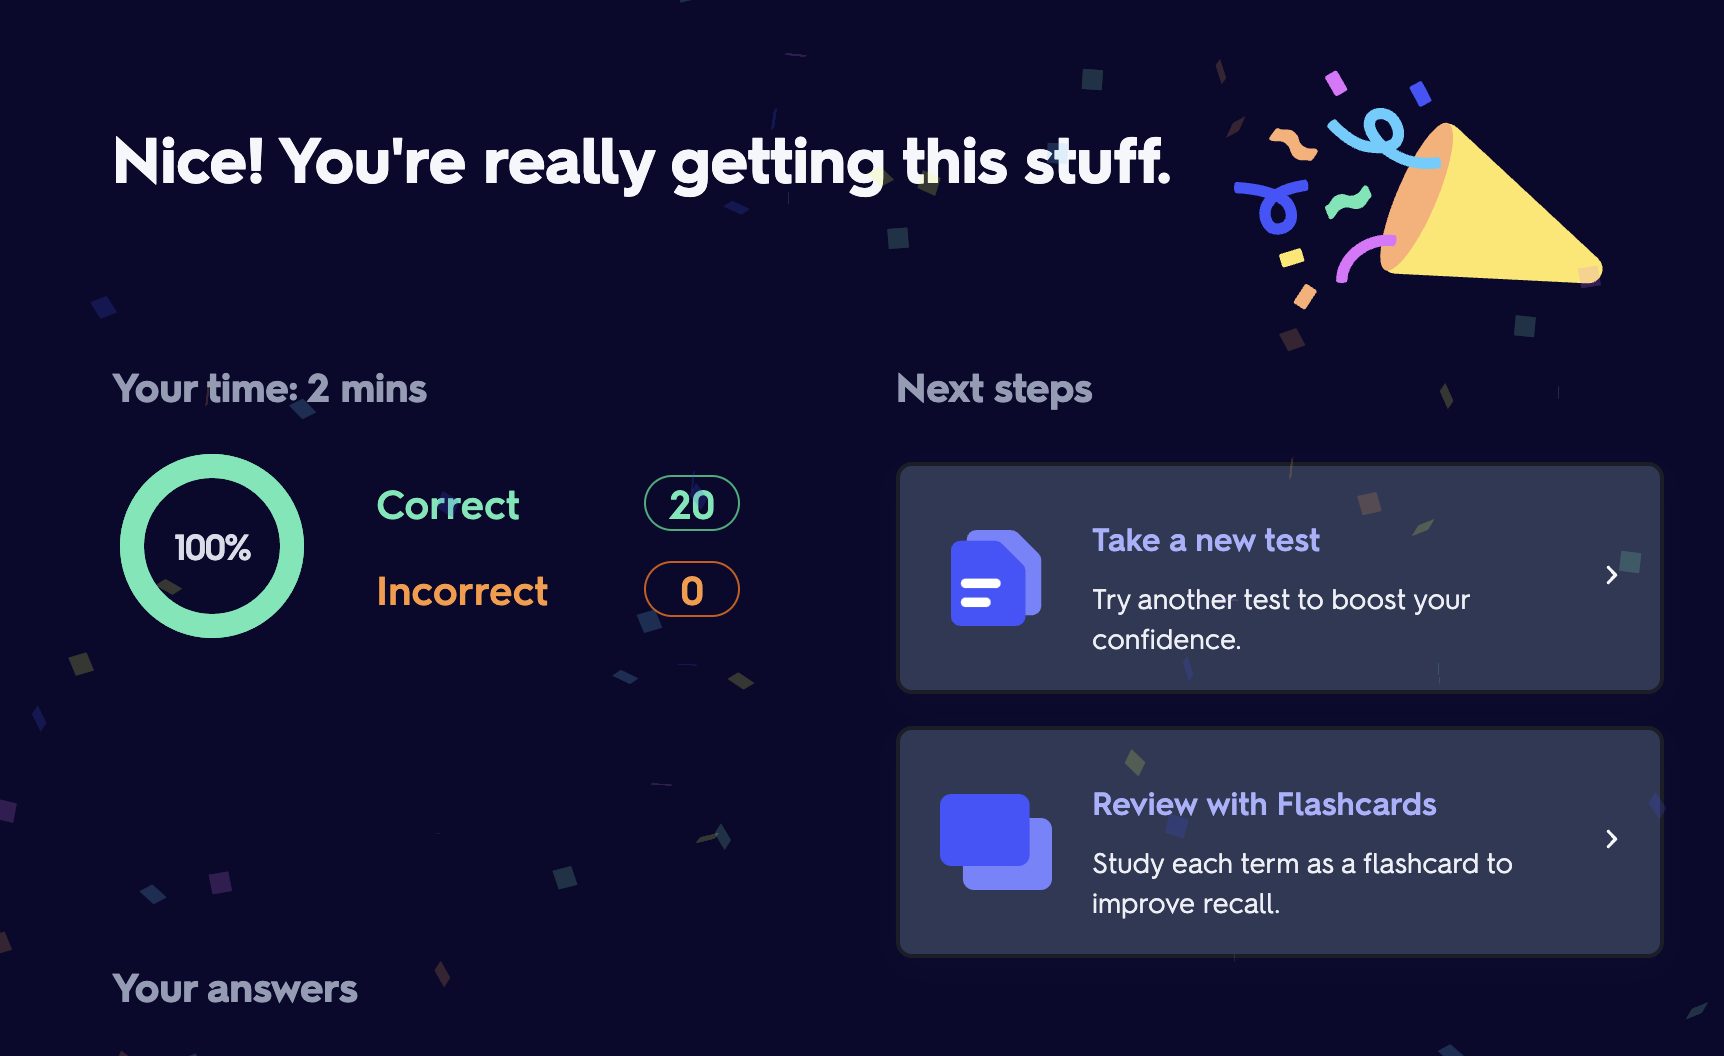 Nice! You're really getting this stuff.
Your time: 2 mins
100%
Correct 20
Incorrect 0
Next steps
Take a new test
Try another test to boost your
confidence.
Review with Flashcards
Study each term as a flashcard to
improve recall.
Your answers